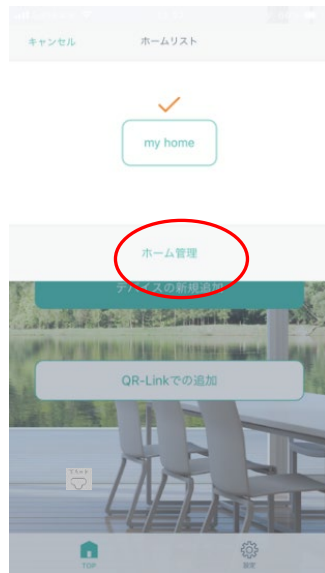 キャンセル
ホームリスト
my home
ホーム管理
デバイスの新規追加
QR-Linkでの追加
TOP
設定